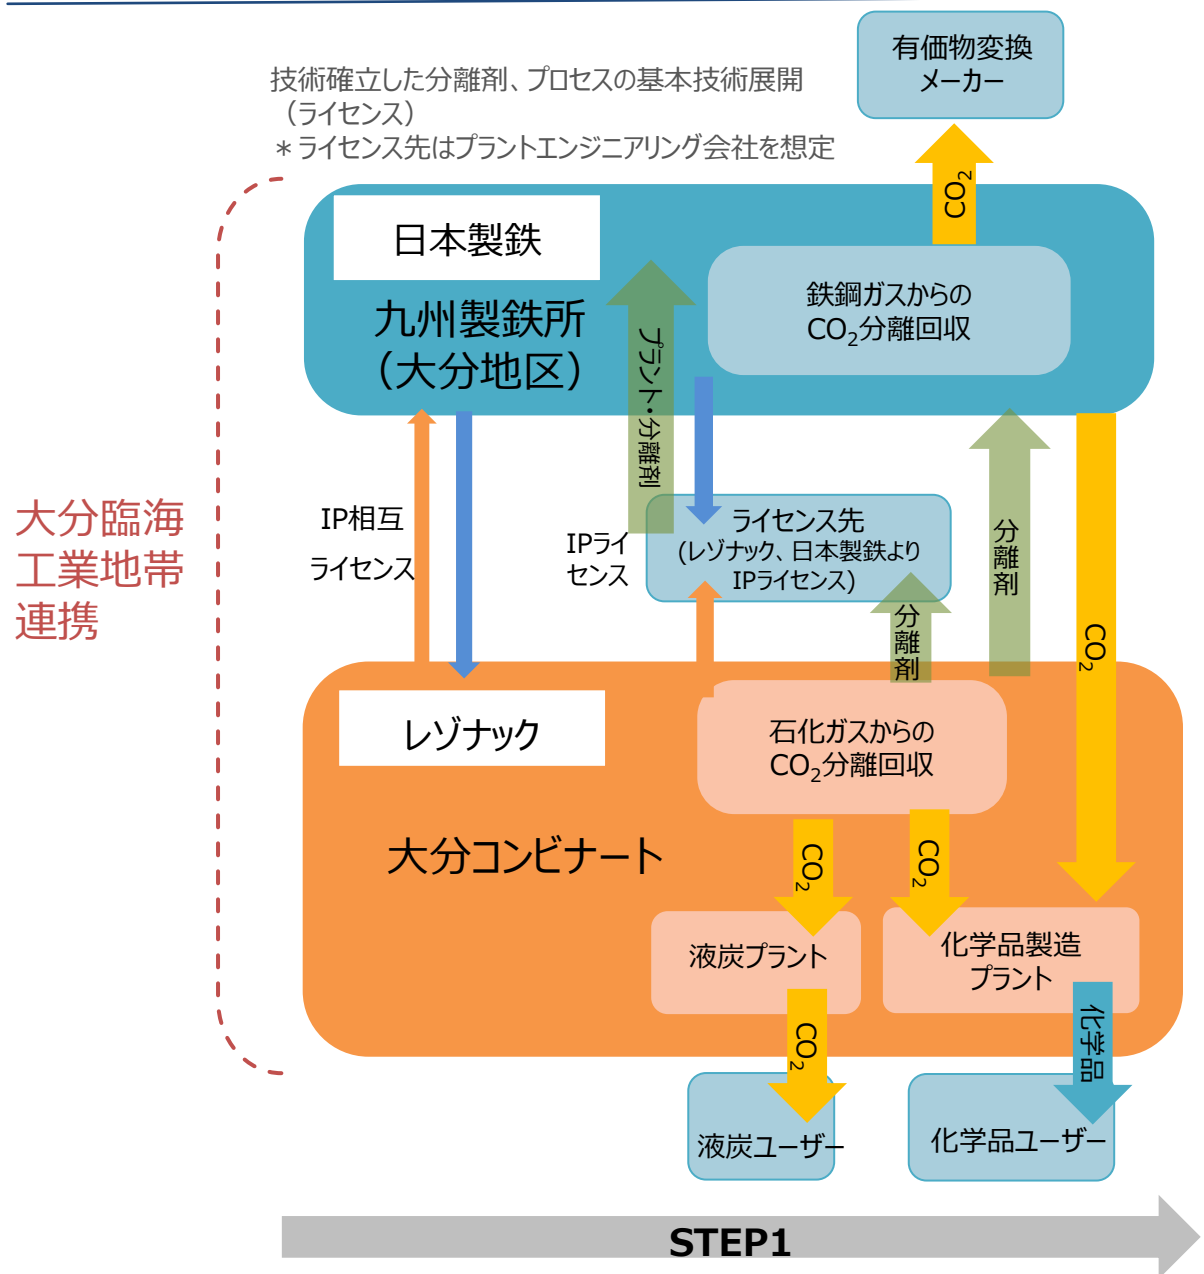 有価物変換
メーカー
技術確立した分離剤、プロセスの基本技術展開
（ライセンス）
＊ライセンス先はプラントエンジニアリング会社を想定
CO2
日本製鉄
九州製鉄所
（大分地区）
鉄鋼ガスからの
CO2分離回収
プラント・分離剤
大分臨海
工業地帯
連携
IP相互
ライセンス
IPライ
センス
ライセンス先
(レゾナック、日本製鉄より
IPライセンス)
分離剤
分離剤
CO2
レゾナック
石化ガスからの
CO2分離回収
大分コンビナート
CO2
CO2
液炭プラント
化学品製造
プラント
CO2
化学品
液炭ユーザー
化学品ユーザー
STEP1